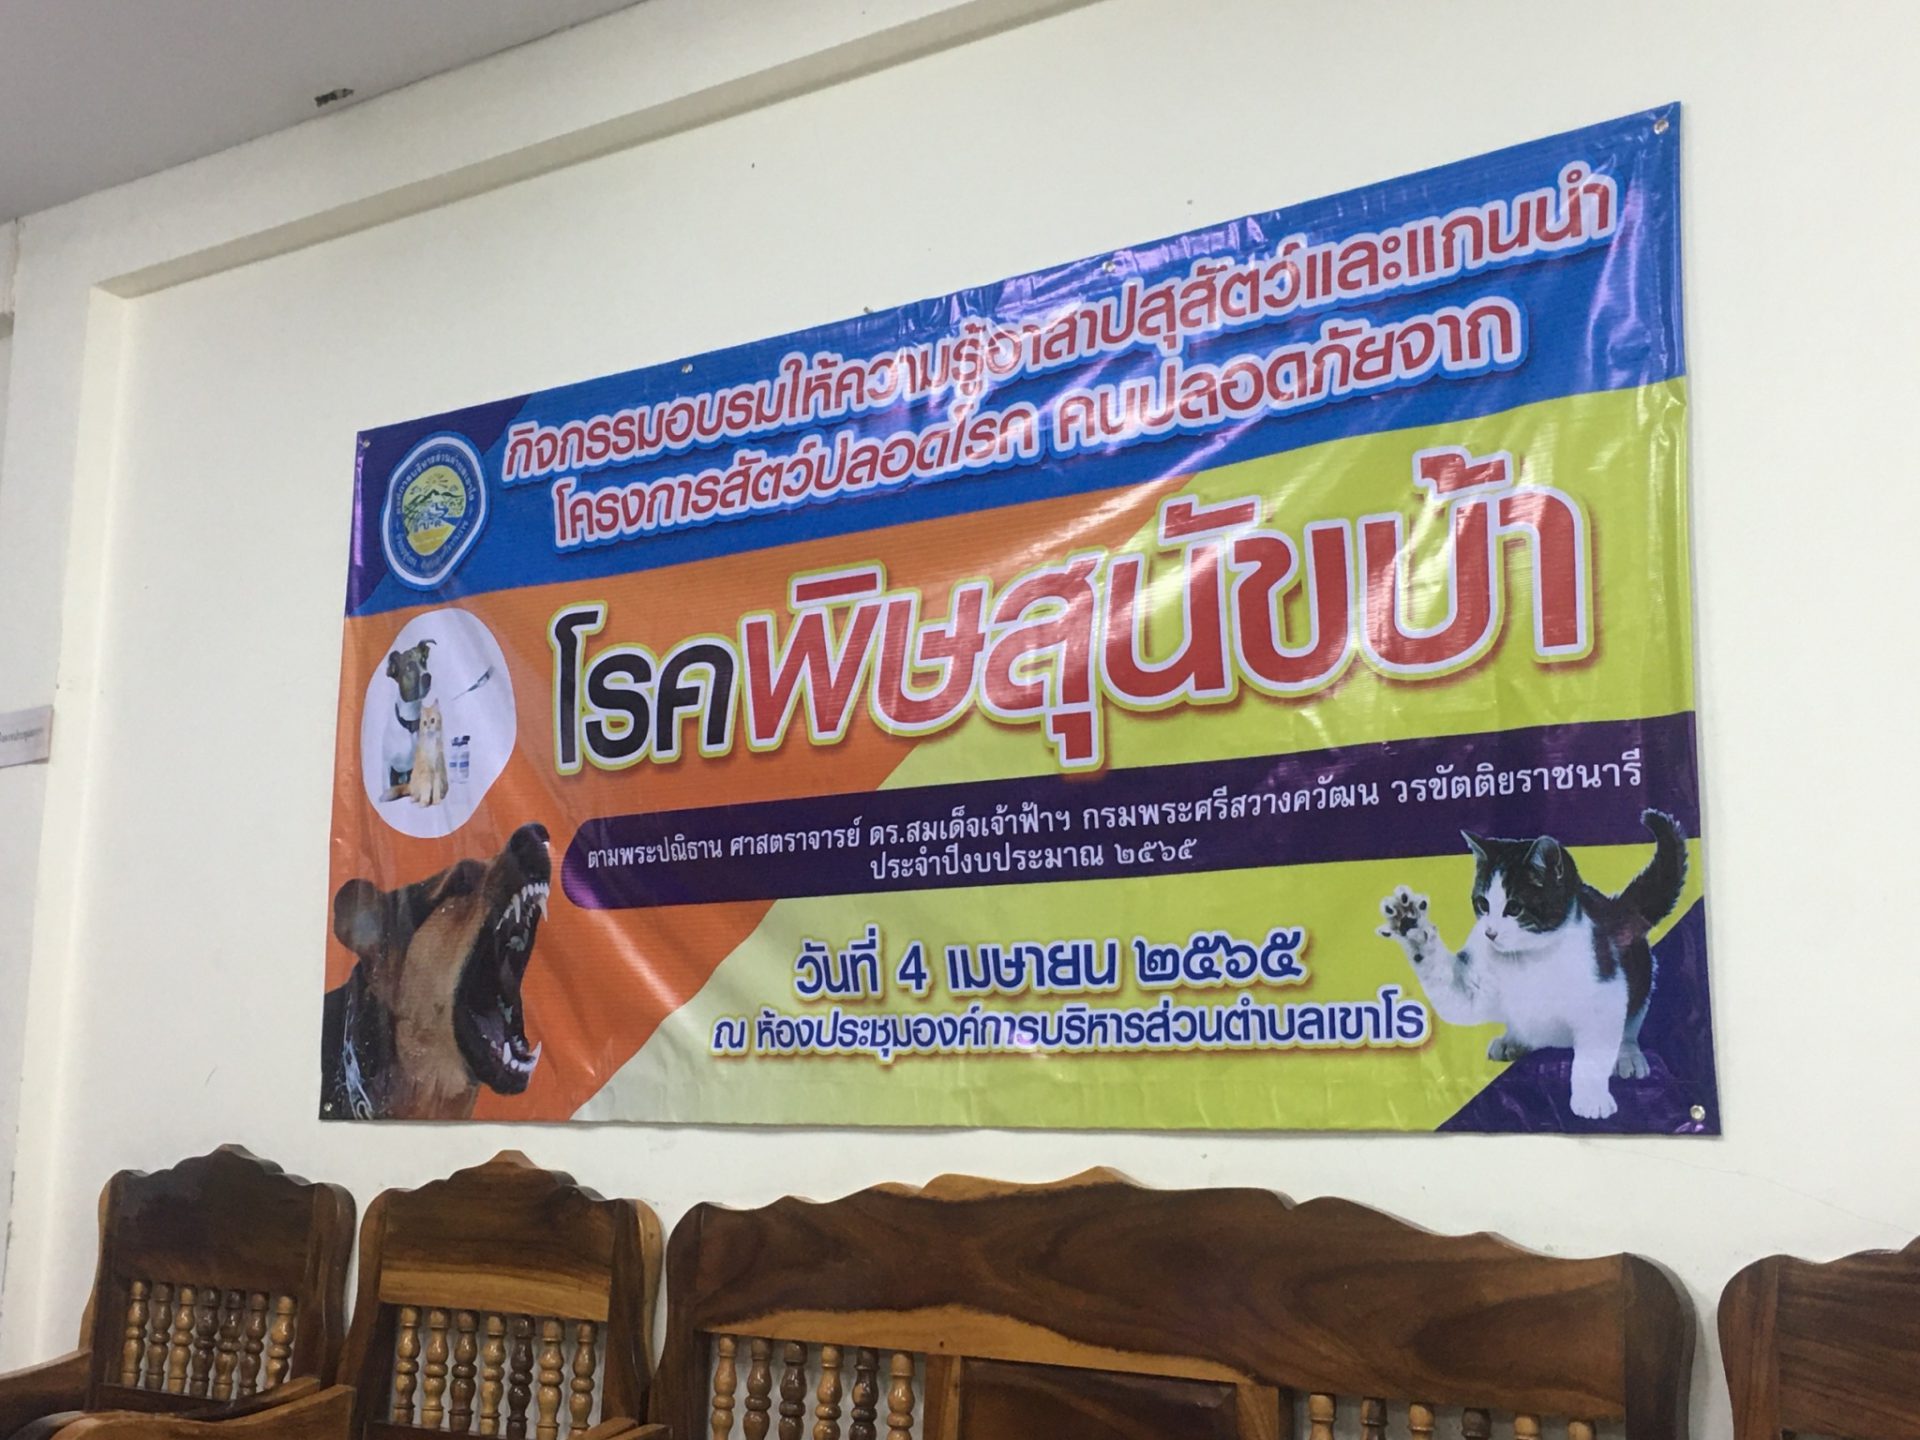 กิจกรรมอบรมให้ความรู้อาสาปสุสัตว์และแกนนำ
โครงการสัตว์ปลอดโรค คนปลอดภัยจาก
โรคพิษสุนัขบ้า
ตามพระปณิธาน ศาสตราจารย์ ดร.สมเด็จเจ้าฟ้าฯ กรมพระศรีสวางควัฒน วรขัตติยราชนารี
ประจำปีงบประมาณ ๒๕๖๕
วันที่ 4 เมษายน ๒๕๖๕
ณ ห้องประชุมองค์การบริหารส่วนตำบลเขาโร